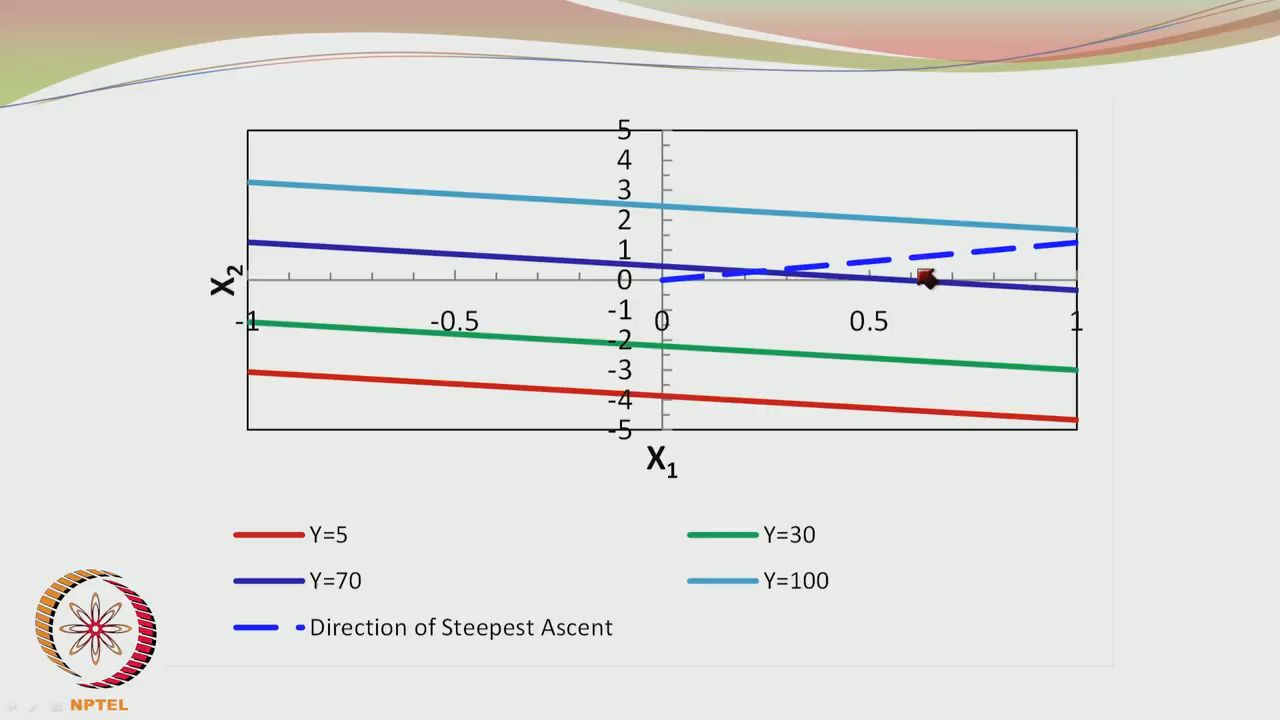 5
4
3
2
1
0
-1
-2
-3
-4
-5
-1 -0.5 0 0.5 1
X2
X1
Y=5 Y=30
Y=70 Y=100
Direction of Steepest Ascent
NPTEL